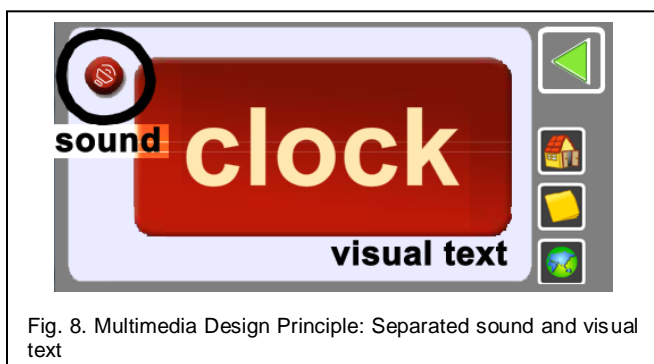 sound
clock
visual text
Fig. 8. Multimedia Design Principle: Separated sound and visual
text